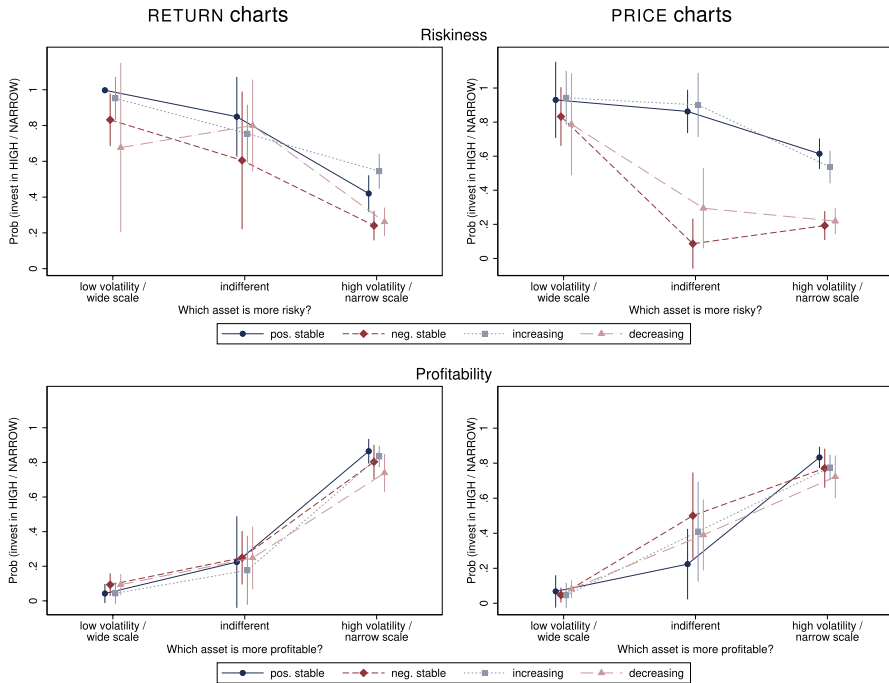 RETURN charts
PRICE charts
Riskiness
Prob (invest in HIGH / NARROW)
1
.8
.6
.4
.2
0
low volatility / wide scale
indifferent
high volatility / narrow scale
Which asset is more risky?
Prob (invest in HIGH / NARROW)
1
.8
.6
.4
.2
0
low volatility / wide scale
indifferent
high volatility / narrow scale
Which asset is more risky?
pos. stable
neg. stable
increasing
decreasing
Profitability
Prob (invest in HIGH / NARROW)
1
.8
.6
.4
.2
0
low volatility / wide scale
indifferent
high volatility / narrow scale
Which asset is more profitable?
Prob (invest in HIGH / NARROW)
1
.8
.6
.4
.2
0
low volatility / wide scale
indifferent
high volatility / narrow scale
Which asset is more profitable?
pos. stable
neg. stable
increasing
decreasing